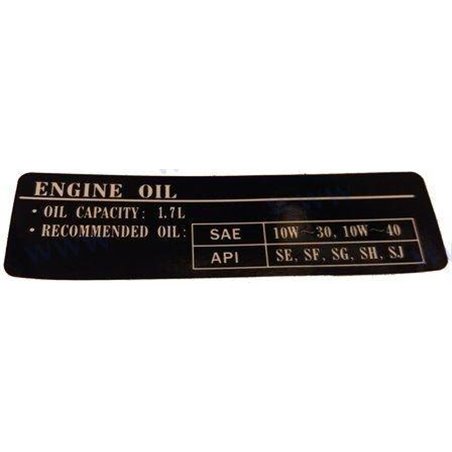 ENGINE OIL
• OIL CAPACITY: 1.7L
• RECOMMENDED OIL: SAE 10W~30, 10W~40
API SE, SF, SG, SH, SJ